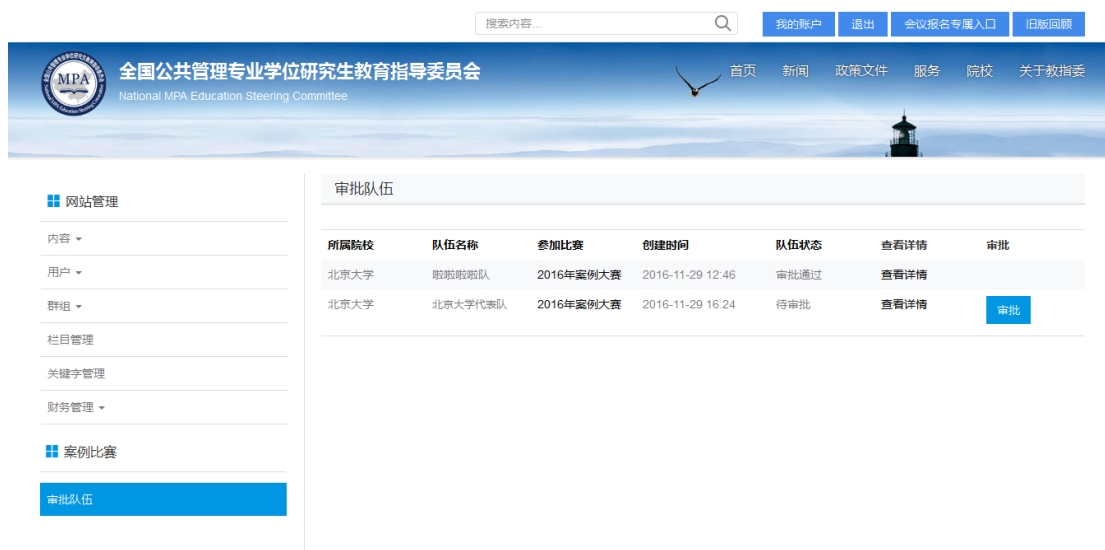 搜索内容...
我的账户 退出 会议报名专属入口 旧版回顾
MPA
全国公共管理专业学位研究生教育指导委员会
National MPA Education Steering Committee
首页 新闻 政策文件 服务 院校 关于教指委
网站管理
内容
用户
群组
栏目管理
关键字管理
财务管理
案例比赛
审批队伍
审批队伍
所属院校 队伍名称 参加比赛 创建时间 队伍状态 查看详情 审批
北京大学 啦啦啦啦队 2016年案例大赛 2016-11-29 12:46 审批通过 查看详情
北京大学 北京大学代表队 2016年案例大赛 2016-11-29 16:24 待审批 查看详情 审批